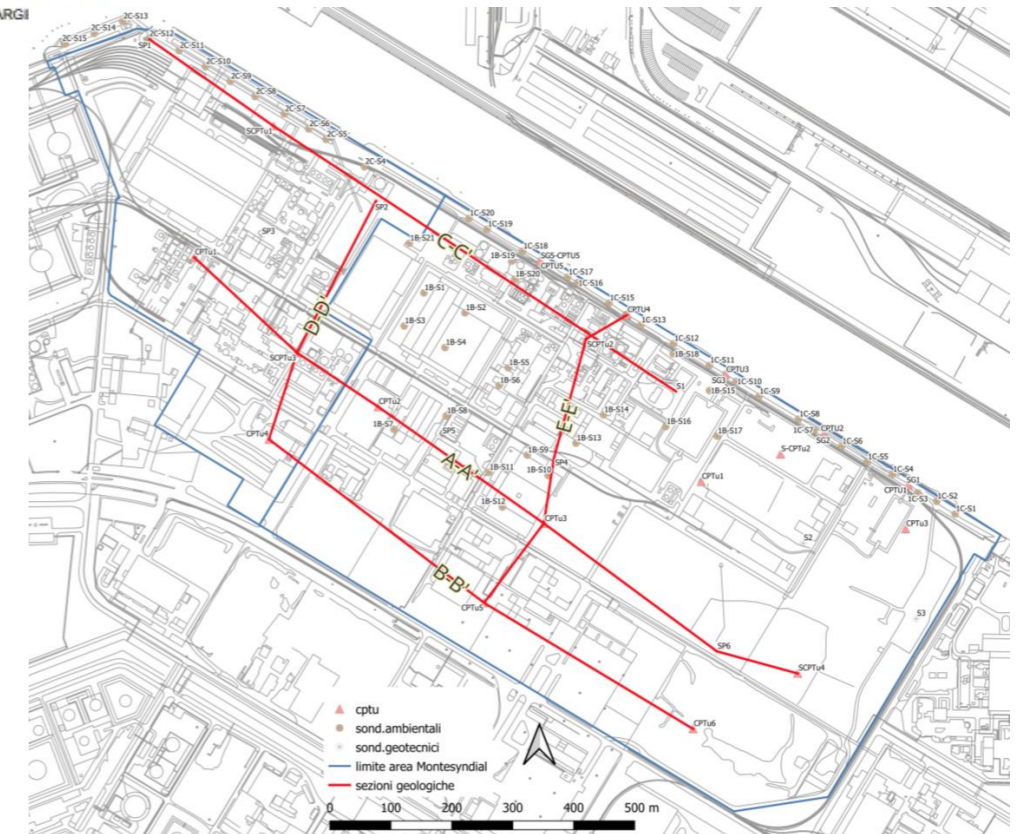 ARGI
2C-S13
2C-S14
2C-S15
2C-S12
SP1
2C-S11
2C-S10
2C-S9
2C-S8
2C-S7
SCPTu1
2C-S6
2C-S5
2C-S4
SP2
1C-S20
1C-S19
SP3
1B-S21
C-C'
1C-S18
CPTu1
1B-S19
SGS-CPTU5
CPTU5
1B-S20
1C-S17
1C-S16
1B-S1
1C-S15
D-D'
1B-S2
CPTU4
1B-S3
1C-S13
SCPTu2
1C-S12
1B-S4
SCPTu3
1B-S18
1C-S11
1B-S5
CPTU3
1B-S6
SG3
1C-S10
S1
1B-S15
1C-S9
CPTu2
E-E'
1B-S14
1B-S8
1C-S8
1B-S7
SP5
1B-S16
1C-S7
CPTU2
CPTu4
1B-S17
SG2
1B-S13
1C-S6
1B-S9
S-CPTu2
A-A'
SP4
1C-S5
1B-S11
1B-S10
1C-S4
CPTu1
SG1
CPTU1
1B-S12
1C-S3
1C-S2
1C-S1
CPTu3
CPTu3
S2
B-B'
CPTu5
S3
SP6
SCPTu4
CPTu6
cptu
sond.ambientali
sond.geotecnici
limite area Montesyndial
sezioni geologiche
0 100 200 300 400 500 m